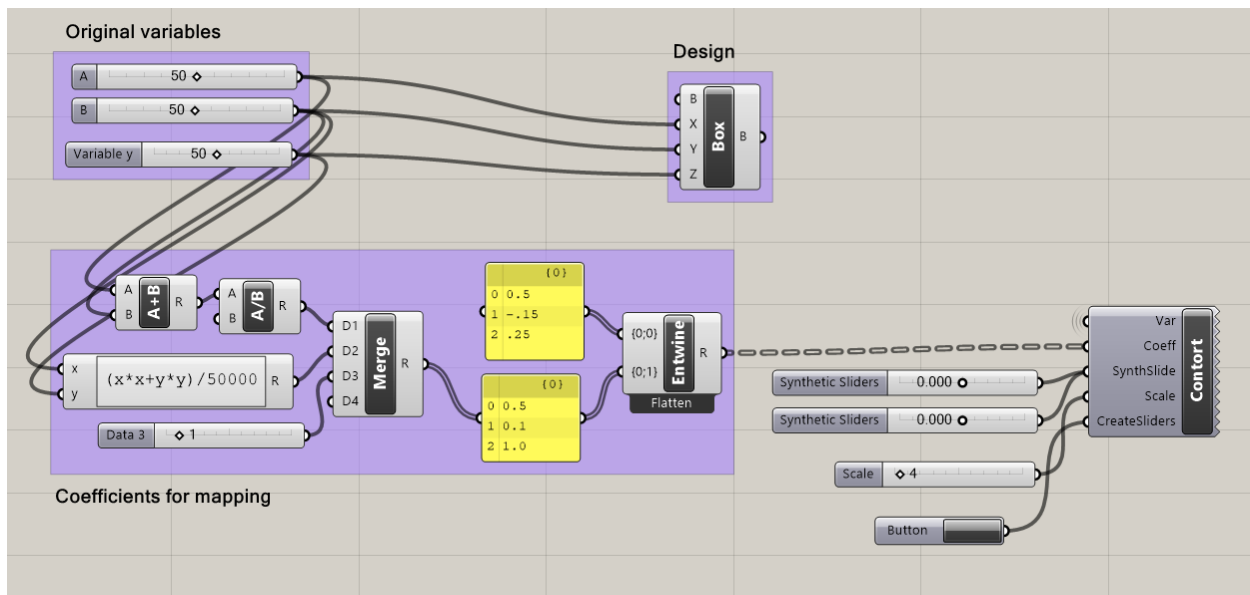 Original variables
A 50
B 50
Variable y 50
Design
B
X
Y
Z
Box
B
A
B
A+B
R
A
B
A/B
R
x
y
(x*x+y*y)/50000
R
Data 3 1
D1
D2
D3
D4
Merge
R
{0}
0 0.5
1 -.15
2 .25
{0}
0 0.5
1 0.1
2 1.0
{0;0}
{0;1}
Entwine
R
Flatten
Coefficients for mapping
Synthetic Sliders 0.000
Synthetic Sliders 0.000
Scale 4
Button
Var
Coeff
SynthSlide
Scale
CreateSliders
Contort